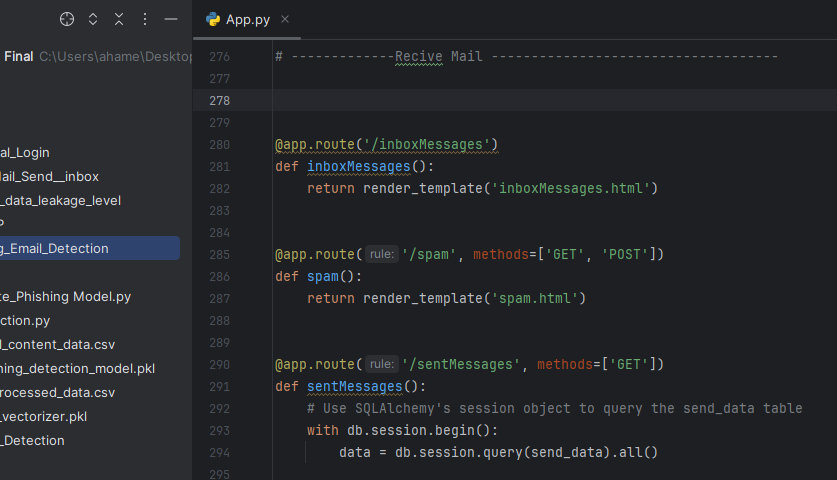 App.py
Final C:\Users\ahame\Desktop
al_Login
ail_Send__inbox
_data_leakage_level
g_Email_Detection
te_Phishing Model.py
ction.py
l_content_data.csv
hing_detection_model.pkl
rocessed_data.csv
_vectorizer.pkl
_Detection
276 # -------------Recive Mail ------------------------------------
277
278
279
280 @app.route('/inboxMessages')
281 def inboxMessages():
282 return render_template('inboxMessages.html')
283
284
285 @app.route( rule: '/spam', methods=['GET', 'POST'])
286 def spam():
287 return render_template('spam.html')
288
289
290 @app.route( rule: '/sentMessages', methods=['GET'])
291 def sentMessages():
292 # Use SQLAlchemy's session object to query the send_data table
293 with db.session.begin():
294 data = db.session.query(send_data).all()
295